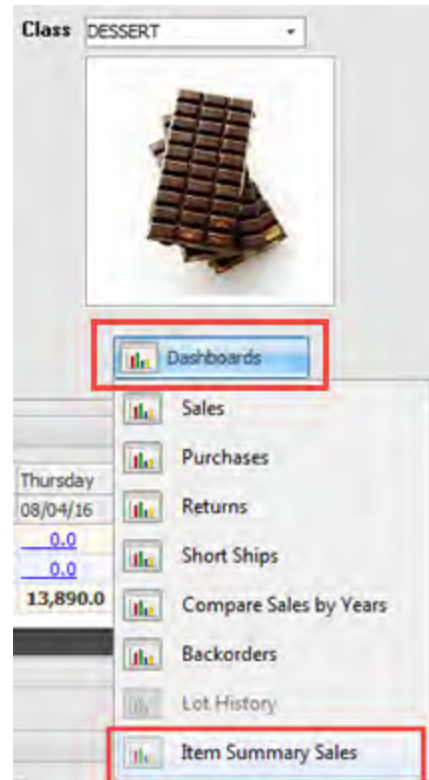 Class DESSERT
Dashboards
Sales
Purchases
Thursday
08/04/16
Returns
0.0
Short Ships
0.0
13,890.0
Compare Sales by Years
Backorders
Lot History
Item Summary Sales